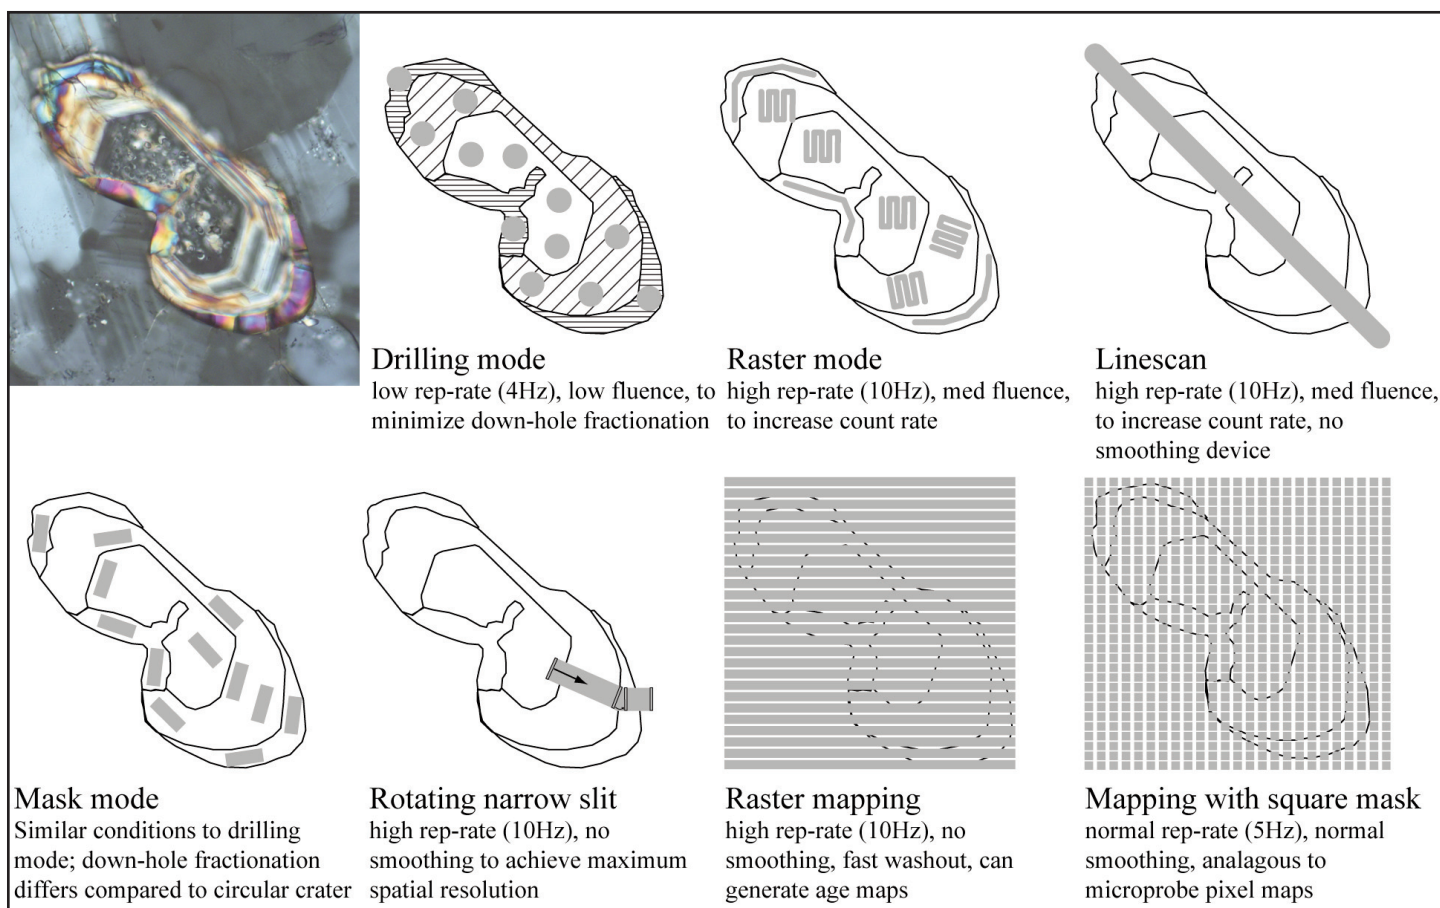 Drilling mode
low rep-rate (4Hz), low fluence, to
minimize down-hole fractionation
Raster mode
high rep-rate (10Hz), med fluence,
to increase count rate
Linescan
high rep-rate (10Hz), med fluence,
to increase count rate, no
smoothing device
Mask mode
Similar conditions to drilling
mode; down-hole fractionation
differs compared to circular crater
Rotating narrow slit
high rep-rate (10Hz), no
smoothing to achieve maximum
spatial resolution
Raster mapping
high rep-rate (10Hz), no
smoothing, fast washout, can
generate age maps
Mapping with square mask
normal rep-rate (5Hz), normal
smoothing, analagous to
microprobe pixel maps